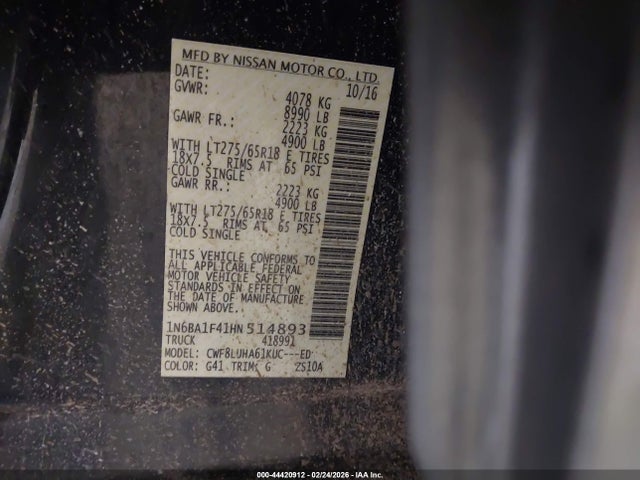 MFD BY NISSAN MOTOR CO., LTD.
DATE: 10/16
GVWR: 4078 KG
8990 LB
GAWR FR.: 2223 KG
4900 LB
WITH LT275/65R18 E TIRES
18X7.5 RIMS AT 65 PSI
COLD SINGLE
GAWR RR.: 2223 KG
4900 LB
WITH LT275/65R18 E TIRES
18X7.5 RIMS AT 65 PSI
COLD SINGLE
THIS VEHICLE CONFORMS TO
ALL APPLICABLE FEDERAL
MOTOR VEHICLE SAFETY
STANDARDS IN EFFECT ON
THE DATE OF MANUFACTURE
SHOWN ABOVE.
1N6BA1F41HN514893
TRUCK 418991
MODEL: CWF8LUHA61KUC---ED
COLOR: G41 TRIM: G 2S10A
000-44420912 - 02/24/2026 - IAA Inc.